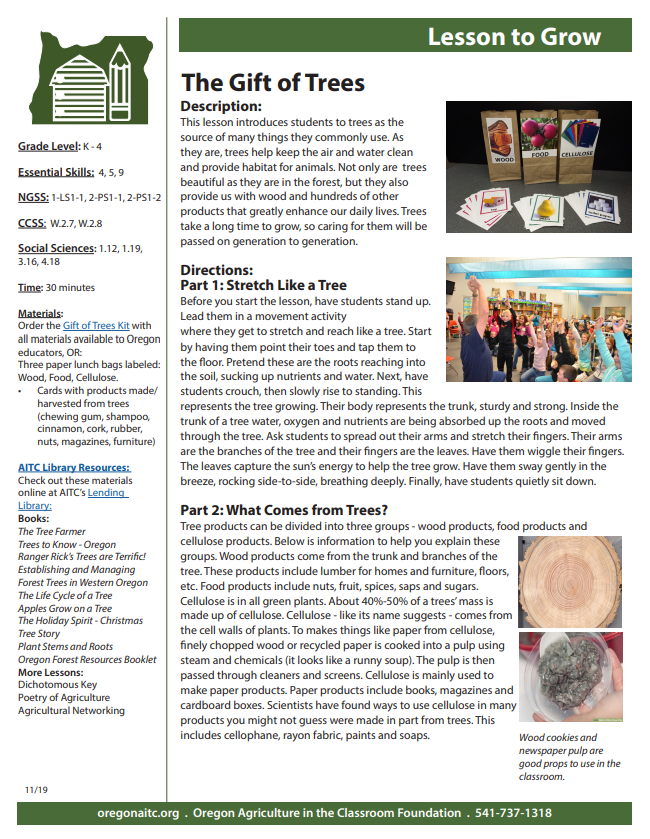 Lesson to Grow
Grade Level: K - 4
Essential Skills: 4, 5, 9
NGSS: 1-LS1-1, 2-PS1-1, 2-PS1-2
CCSS: W.2.7, W.2.8
Social Sciences: 1.12, 1.19,
3.16, 4.18
Time: 30 minutes
Materials:
Order the Gift of Trees Kit with
all materials available to Oregon
educators, OR:
Three paper lunch bags labeled:
Wood, Food, Cellulose.
• Cards with products made/
harvested from trees
(chewing gum, shampoo,
cinnamon, cork, rubber,
nuts, magazines, furniture)
AITC Library Resources:
Check out these materials
online at AITC's Lending
Library:
Books:
The Tree Farmer
Trees to Know - Oregon
Ranger Rick's Trees are Terrific!
Establishing and Managing
Forest Trees in Western Oregon
The Life Cycle of a Tree
Apples Grow on a Tree
The Holiday Spirit - Christmas
Tree Story
Plant Stems and Roots
Oregon Forest Resources Booklet
More Lessons:
Dichotomous Key
Poetry of Agriculture
Agricultural Networking
11/19
The Gift of Trees
Description:
This lesson introduces students to trees as the
source of many things they commonly use. As
they are, trees help keep the air and water clean
and provide habitat for animals. Not only are trees
beautiful as they are in the forest, but they also
provide us with wood and hundreds of other
products that greatly enhance our daily lives. Trees
take a long time to grow, so caring for them will be
passed on generation to generation.
WOOD
FOOD
CELLULOSE
Directions:
Part 1: Stretch Like a Tree
Before you start the lesson, have students stand up.
Lead them in a movement activity
where they get to stretch and reach like a tree. Start
by having them point their toes and tap them to
the floor. Pretend these are the roots reaching into
the soil, sucking up nutrients and water. Next, have
students crouch, then slowly rise to standing. This
represents the tree growing. Their body represents the trunk, sturdy and strong. Inside the
trunk of a tree water, oxygen and nutrients are being absorbed up the roots and moved
through the tree. Ask students to spread out their arms and stretch their fingers. Their arms
are the branches of the tree and their fingers are the leaves. Have them wiggle their fingers.
The leaves capture the sun's energy to help the tree grow. Have them sway gently in the
breeze, rocking side-to-side, breathing deeply. Finally, have students quietly sit down.
Part 2: What Comes from Trees?
Tree products can be divided into three groups - wood products, food products and
cellulose products. Below is information to help you explain these
groups. Wood products come from the trunk and branches of the
tree. These products include lumber for homes and furniture, floors,
etc. Food products include nuts, fruit, spices, saps and sugars.
Cellulose is in all green plants. About 40%-50% of a trees' mass is
made up of cellulose. Cellulose - like its name suggests - comes from
the cell walls of plants. To makes things like paper from cellulose,
finely chopped wood or recycled paper is cooked into a pulp using
steam and chemicals (it looks like a runny soup). The pulp is then
passed through cleaners and screens. Cellulose is mainly used to
make paper products. Paper products include books, magazines and
cardboard boxes. Scientists have found ways to use cellulose in many
products you might not guess were made in part from trees. This
includes cellophane, rayon fabric, paints and soaps.
Wood cookies and
newspaper pulp are
good props to use in the
classroom.
oregonaitc.org . Oregon Agriculture in the Classroom Foundation . 541-737-1318